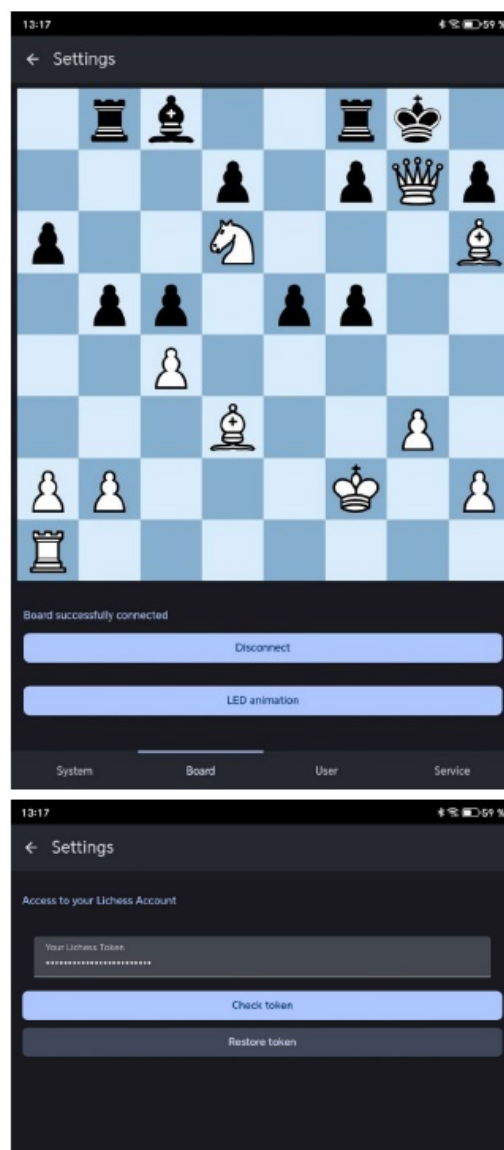 13:17 59 %
Settings
Board successfully connected
Disconnect
LED animation
System Board User Service
13:17 59 %
Settings
Access to your Lichess Account
Your Lichess Token
••••••••••••••••••••••••
Check token
Restore token